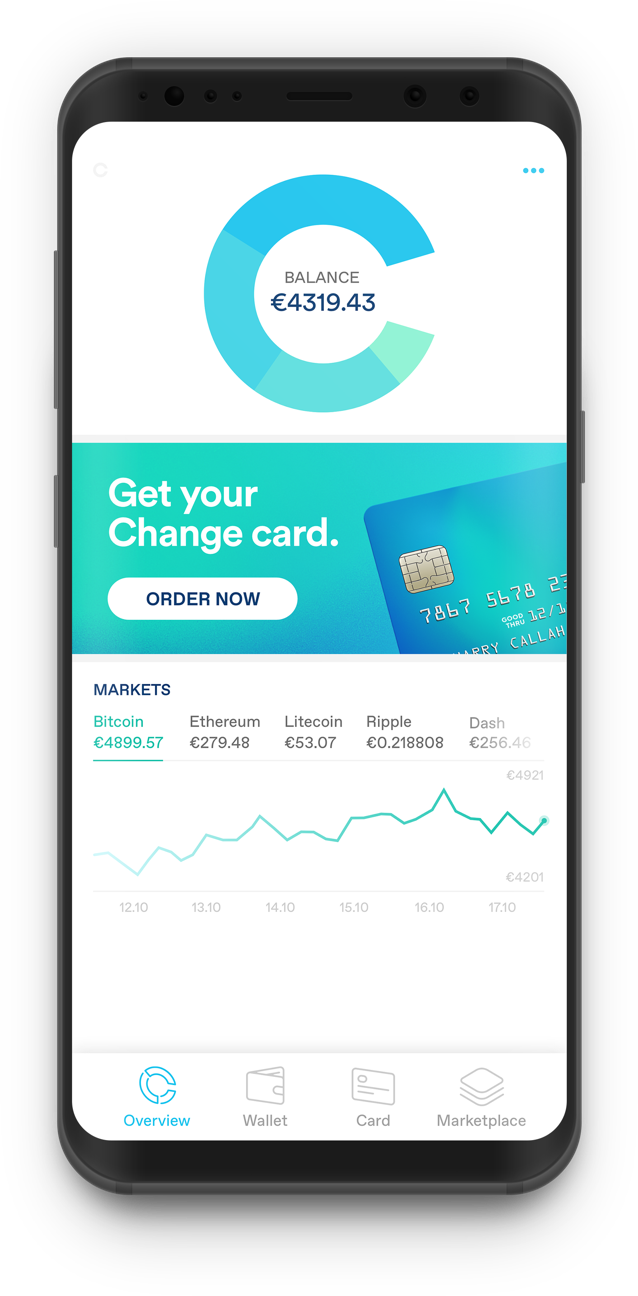 C
BALANCE
€4319.43
Get your
Change card.
ORDER NOW
7867 5678 23
GOOD
THRU 12/1
HARRY CALLAH
MARKETS
Bitcoin Ethereum Litecoin Ripple Dash
€4899.57 €279.48 €53.07 €0.218808 €256.46
€4921
€4201
12.10 13.10 14.10 15.10 16.10 17.10
Overview Wallet Card Marketplace